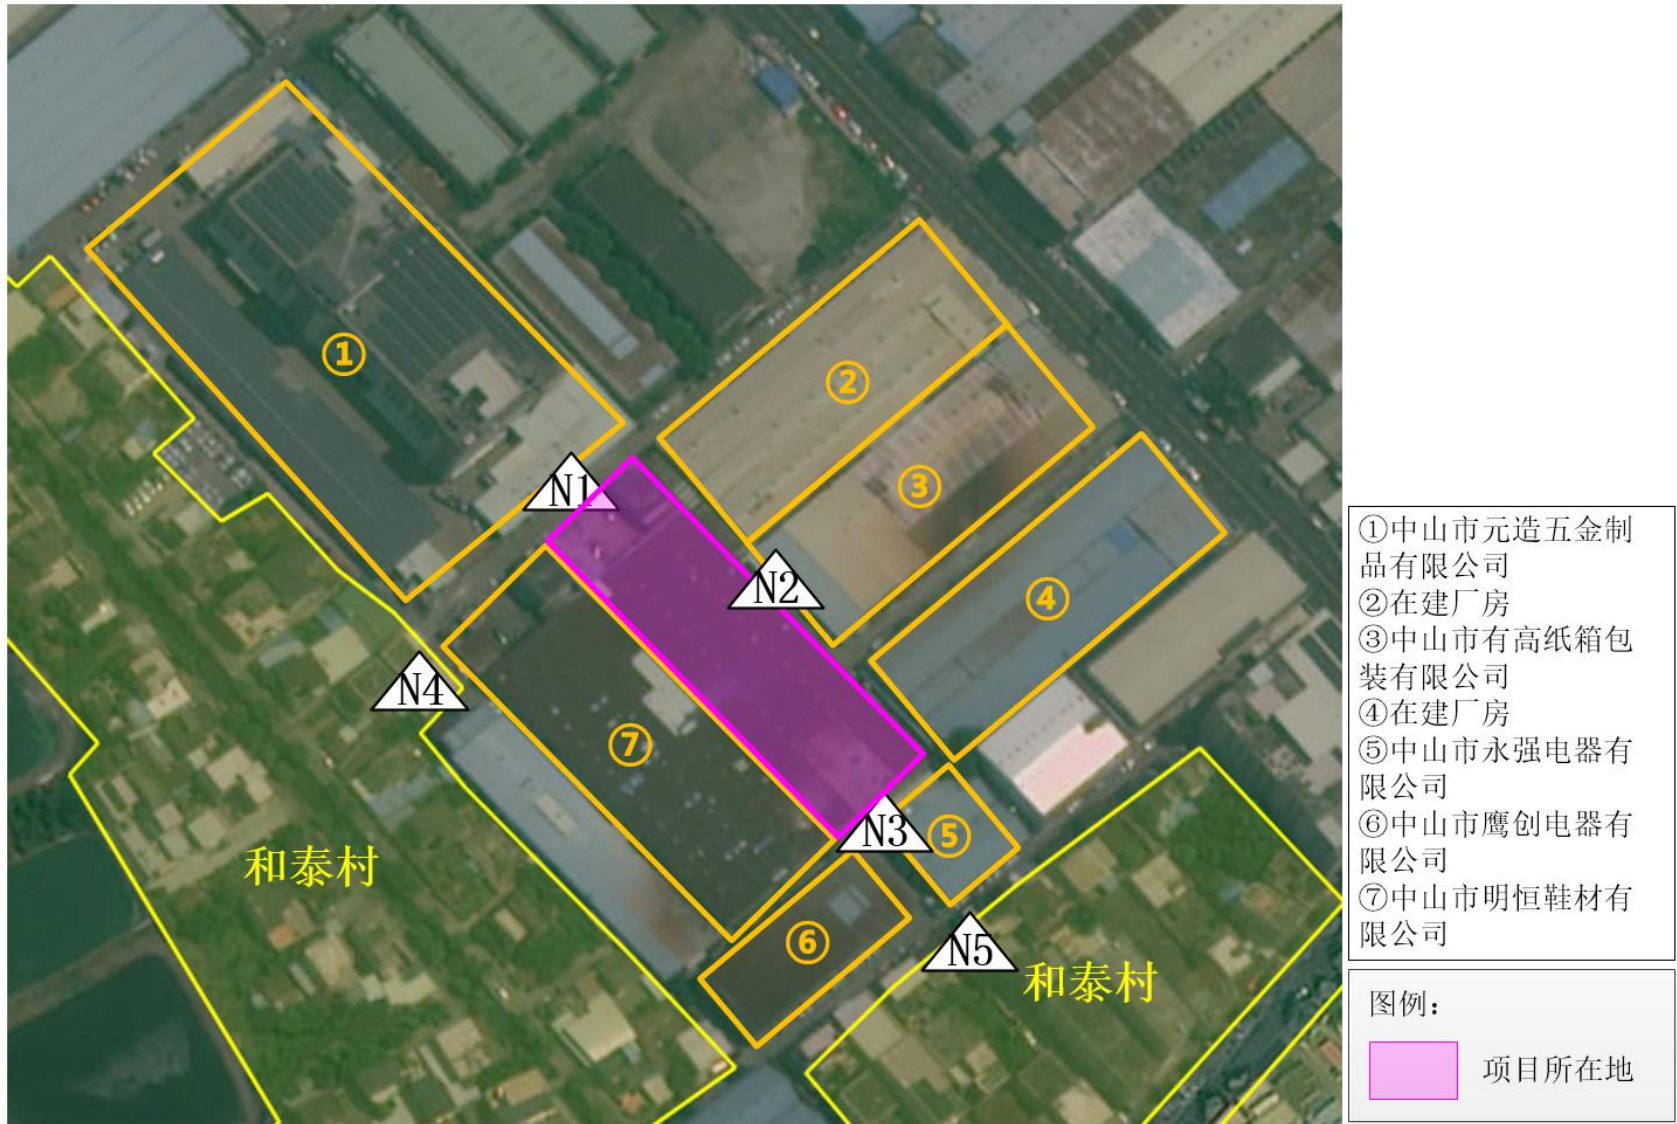 ①
②
③
④
N1
N2
N4
⑦
N3
⑤
和泰村
⑥
N5
和泰村
①中山市元造五金制
品有限公司
②在建厂房
③中山市有高纸箱包
装有限公司
④在建厂房
⑤中山市永强电器有
限公司
⑥中山市鹰创电器有
限公司
⑦中山市明恒鞋材有
限公司
图例：
项目所在地